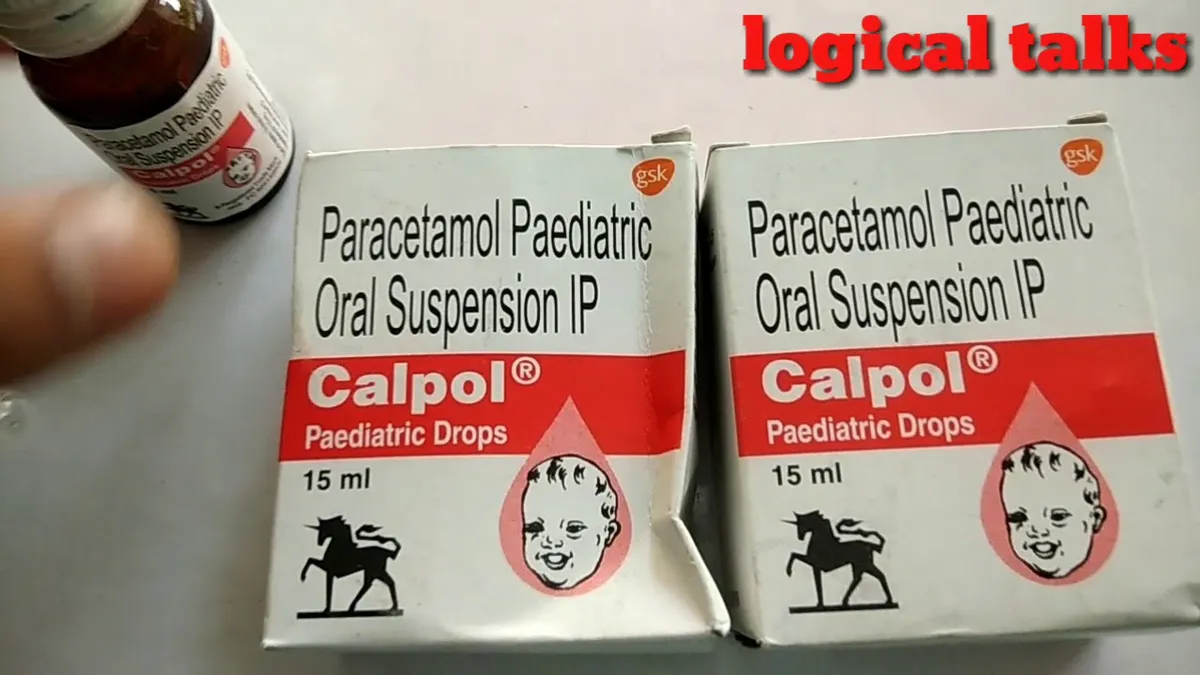 logical talks
Paracetamol Paediatric
Oral Suspension IP
Calpol®
gsk
Paracetamol Paediatric
Oral Suspension IP
Calpol®
Paediatric Drops
15 ml
gsk
Paracetamol Paediatric
Oral Suspension IP
Calpol®
Paediatric Drops
15 ml